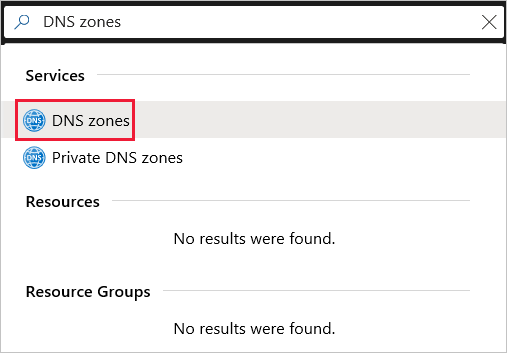 DNS zones
Services
DNS DNS zones
DNS Private DNS zones
Resources
No results were found.
Resource Groups
No results were found.